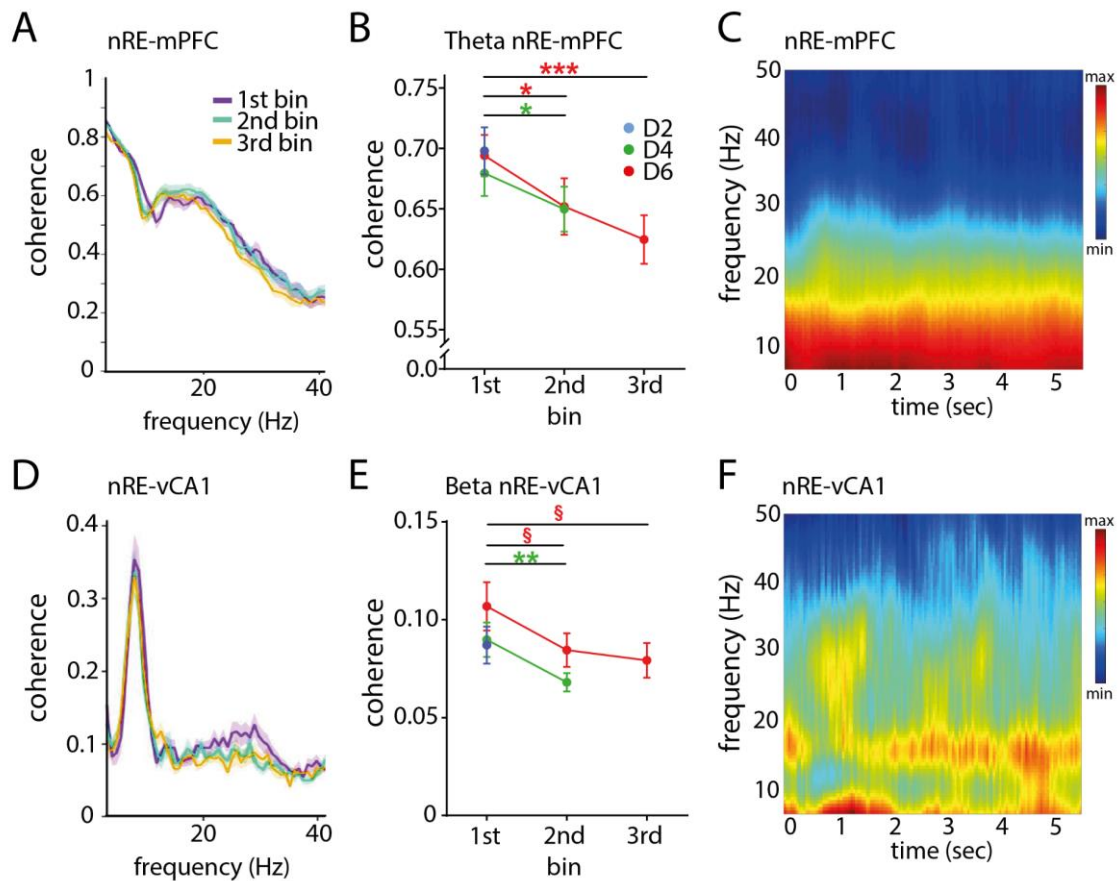 A
nRE-mPFC
1
0.8
0.6
0.4
0.2
0
coherence
1st bin
2nd bin
3rd bin
20
40
frequency (Hz)
B
Theta nRE-mPFC
***
*
*
D2
D4
D6
0.70
0.65
0.60
0.55
0.0
coherence
1st 2nd 3rd
bin
C
nRE-mPFC
50
40
30
20
10
frequency (Hz)
0 1 2 3 4 5
time (sec)
max
min
D
nRE-vCA1
0.4
0.3
0.2
0.1
0
coherence
20
40
frequency (Hz)
E
Beta nRE-vCA1
§
§
**
0.15
0.10
0.05
0
coherence
1st 2nd 3rd
bin
F
nRE-vCA1
50
40
30
20
10
frequency (Hz)
0 1 2 3 4 5
time (sec)
max
min